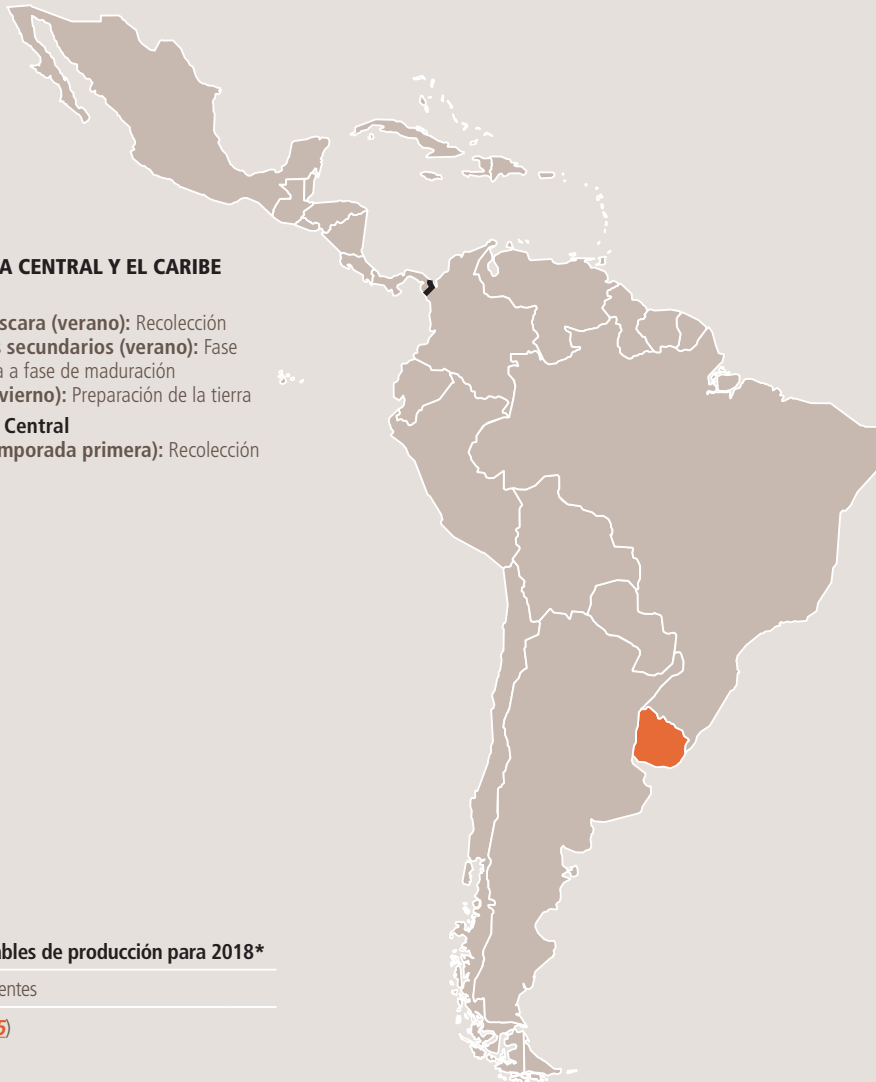 A CENTRAL Y EL CARIBE
scara (verano): Recolección
s secundarios (verano): Fase
a a fase de maduración
vierno): Preparación de la tierra
Central
mporada primera): Recolección
ables de producción para 2018*
entes
5)